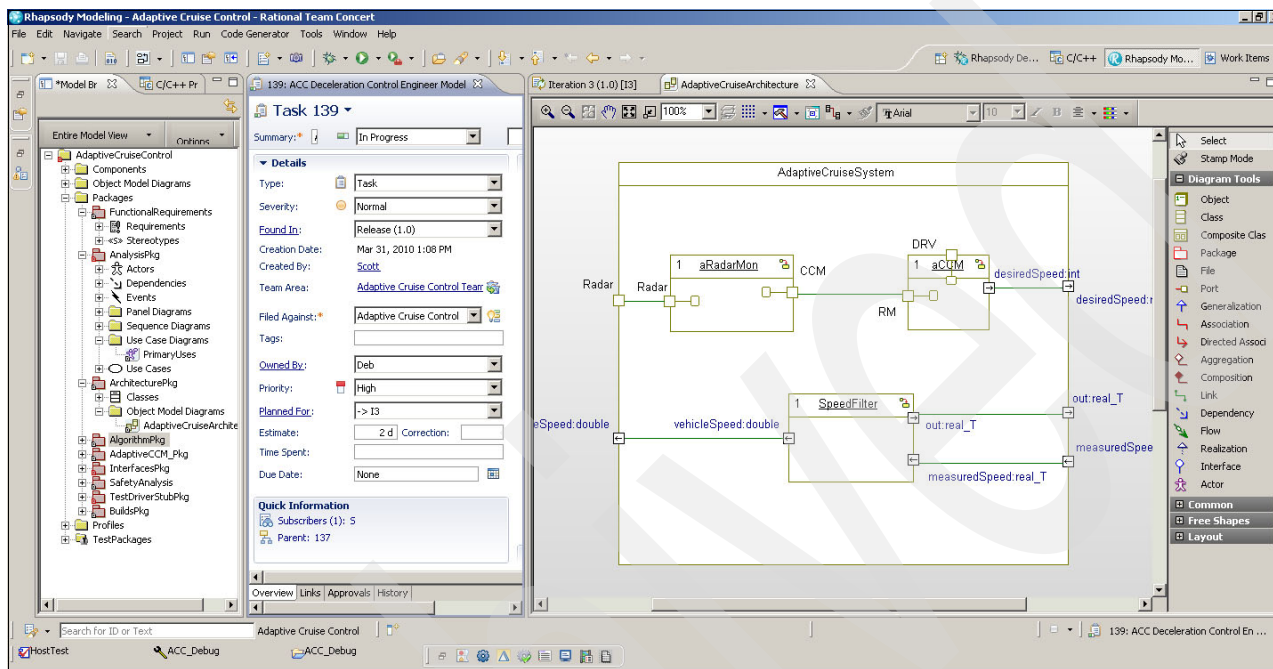 Rhapsody Modeling - Adaptive Cruise Control - Rational Team Concert
File Edit Navigate Search Project Run Code Generator Tools Window Help
Rhapsody De... C/C++ Rhapsody Mo... Work Items
*Model Br C/C++ Pr
Entire Model View Options
AdaptiveCruiseControl
Components
Object Model Diagrams
Packages
FunctionalRequirements
Requirements
«S» Stereotypes
AnalysisPkg
Actors
Dependencies
Events
Panel Diagrams
Sequence Diagrams
Use Case Diagrams
PrimaryUses
Use Cases
ArchitecturePkg
Classes
Object Model Diagrams
AdaptiveCruiseArchite
AlgorithmPkg
AdaptiveCCM_Pkg
InterfacesPkg
SafetyAnalysis
TestDriverStubPkg
BuildsPkg
Profiles
TestPackages
139: ACC Deceleration Control Engineer Model
Task 139
Summary:* In Progress
Details
Type: Task
Severity: Normal
Found In: Release (1.0)
Creation Date: Mar 31, 2010 1:08 PM
Created By: Scott
Team Area: Adaptive Cruise Control Team
Filed Against:* Adaptive Cruise Control
Tags:
Owned By: Deb
Priority: High
Planned For: -> I3
Estimate: 2 d Correction:
Time Spent:
Due Date: None
Quick Information
Subscribers (1): 5
Parent: 137
Overview Links Approvals History
Iteration 3 (1.0) [I3] AdaptiveCruiseArchitecture
100% Arial 10
AdaptiveCruiseSystem
DRV
1 aRadarMon
CCM
1 aCCM
desiredSpeed:int
Radar
Radar
RM
desiredSpeed:r
1 SpeedFilter
out:real_T
eSpeed:double
vehicleSpeed:double
out:real_T
measuredSpee
measuredSpeed:real_T
Select
Stamp Mode
Diagram Tools
Object
Class
Composite Clas
Package
File
Port
Generalization
Association
Directed Associ
Aggregation
Composition
Link
Dependency
Flow
Realization
Interface
Actor
Common
Free Shapes
Layout
Search for ID or Text
Adaptive Cruise Control
139: ACC Deceleration Control En ...
HostTest ACC_Debug ACC_Debug